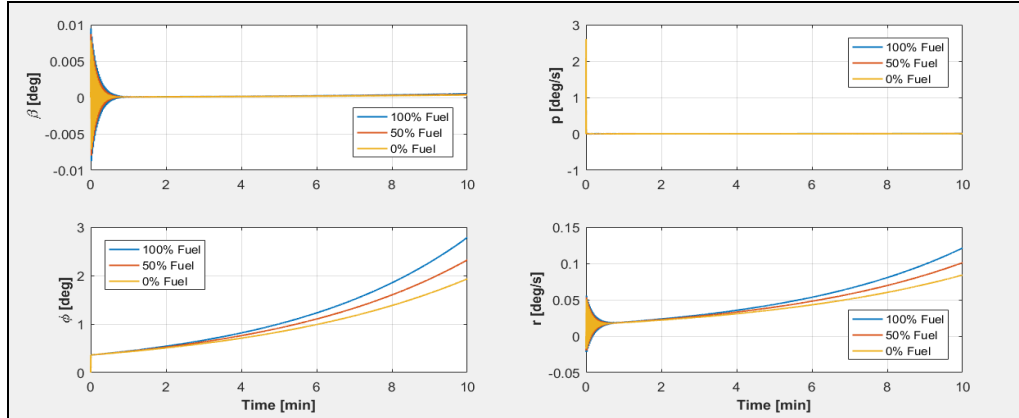 0.01
0.005
0
-0.005
-0.01
β [deg]
100% Fuel
50% Fuel
0% Fuel
0 2 4 6 8 10
3
2
1
0
-1
p [deg/s]
100% Fuel
50% Fuel
0% Fuel
0 2 4 6 8 10
3
2
1
0
ϕ [deg]
100% Fuel
50% Fuel
0% Fuel
0 2 4 6 8 10
Time [min]
0.15
0.1
0.05
0
-0.05
r [deg/s]
100% Fuel
50% Fuel
0% Fuel
0 2 4 6 8 10
Time [min]